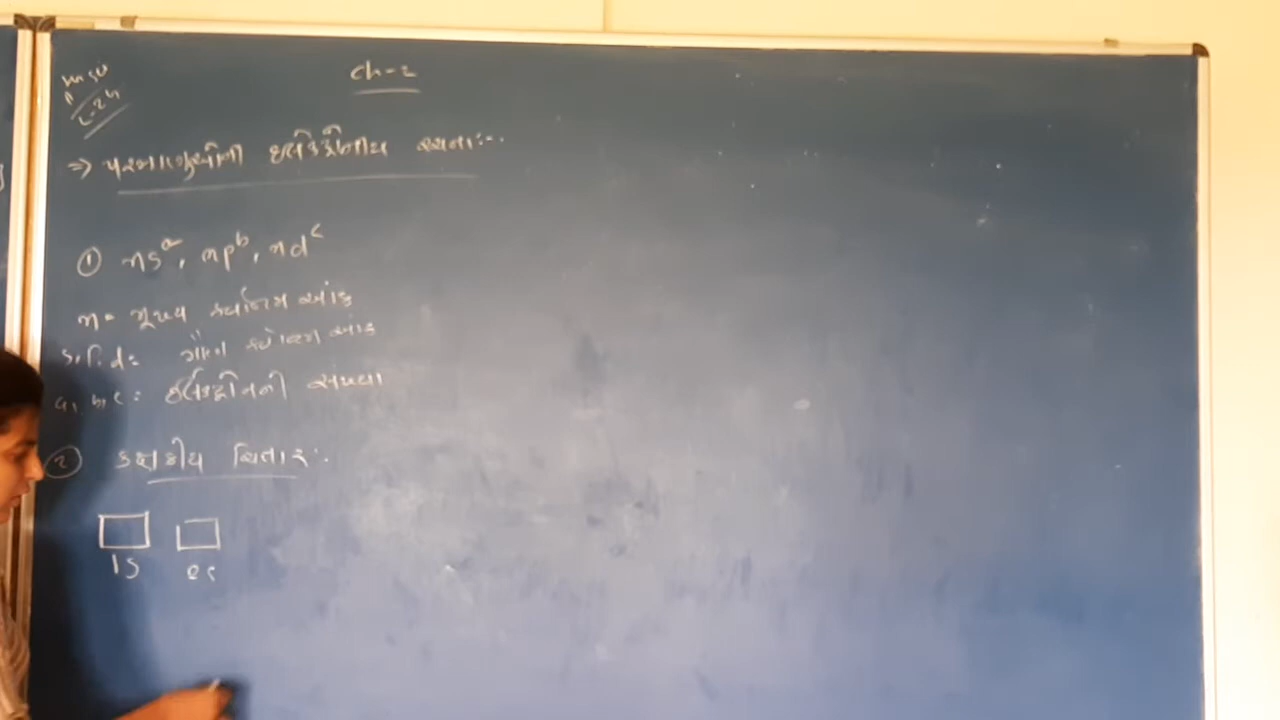 Ch-2
⇒ પરમાણુઓની ઇલેક્ટ્રોનીય રચના:-
① nsᵃ, npᵇ, ndᶜ
n = મુખ્ય ક્વોન્ટમ આંક
s, p, d = ગૌણ ક્વોન્ટમ આંક
a, b, c = ઇલેક્ટ્રોનની સંખ્યા
② કક્ષકીય ચિતાર:-
1s 2s